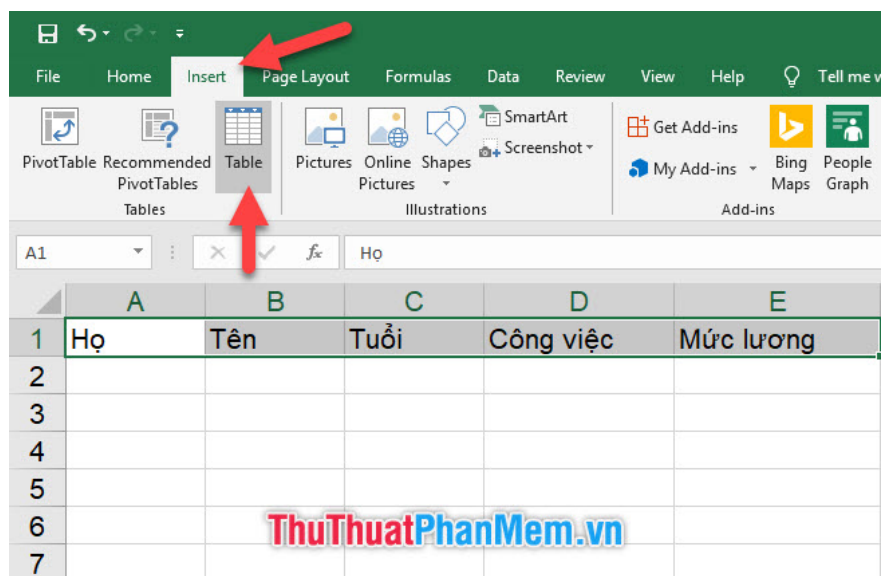 File Home Insert Page Layout Formulas Data Review View Help Tell me
PivotTable Recommended PivotTables Table Pictures Online Pictures Shapes SmartArt Screenshot Get Add-ins My Add-ins Bing Maps People Graph
Tables Illustrations Add-ins
A1 fx Họ
A B C D E
1 Họ Tên Tuổi Công việc Mức lương
2
3
4
5
6
ThuThuatPhanMem.vn
7